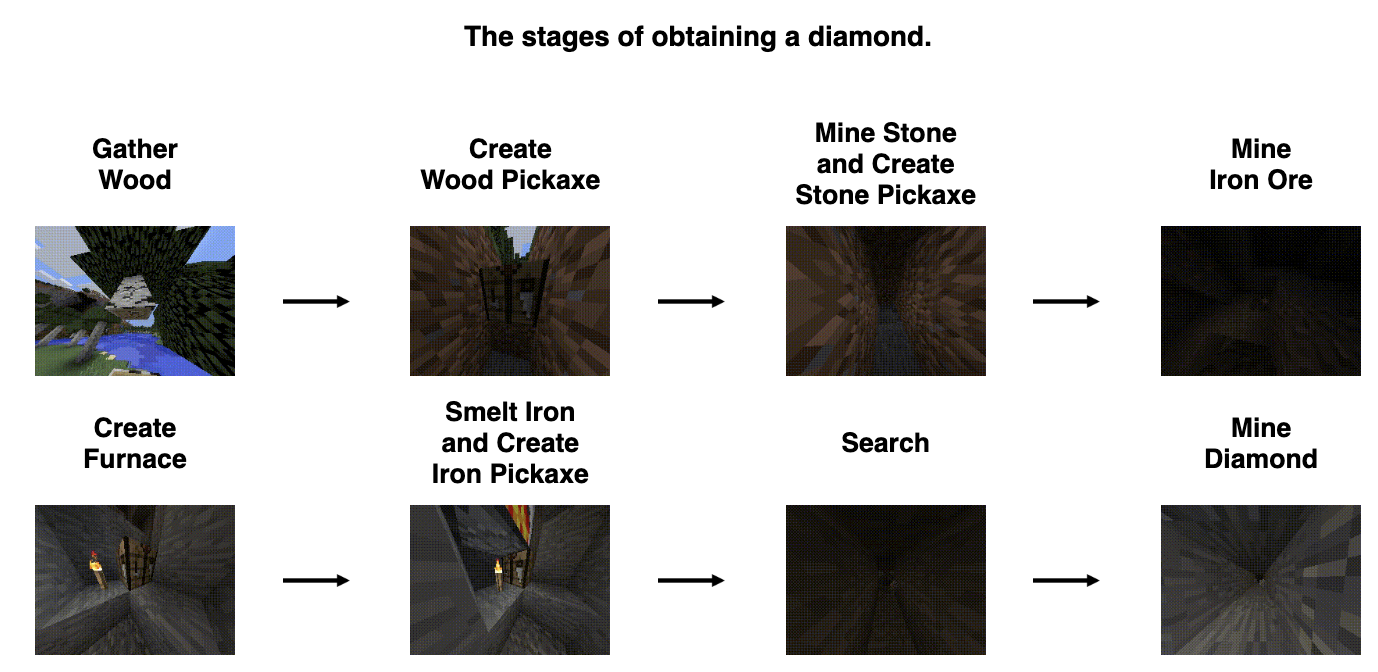 The stages of obtaining a diamond.
Gather
Wood
Create
Wood Pickaxe
Mine Stone
and Create
Stone Pickaxe
Mine
Iron Ore
Create
Furnace
Smelt Iron
and Create
Iron Pickaxe
Search
Mine
Diamond